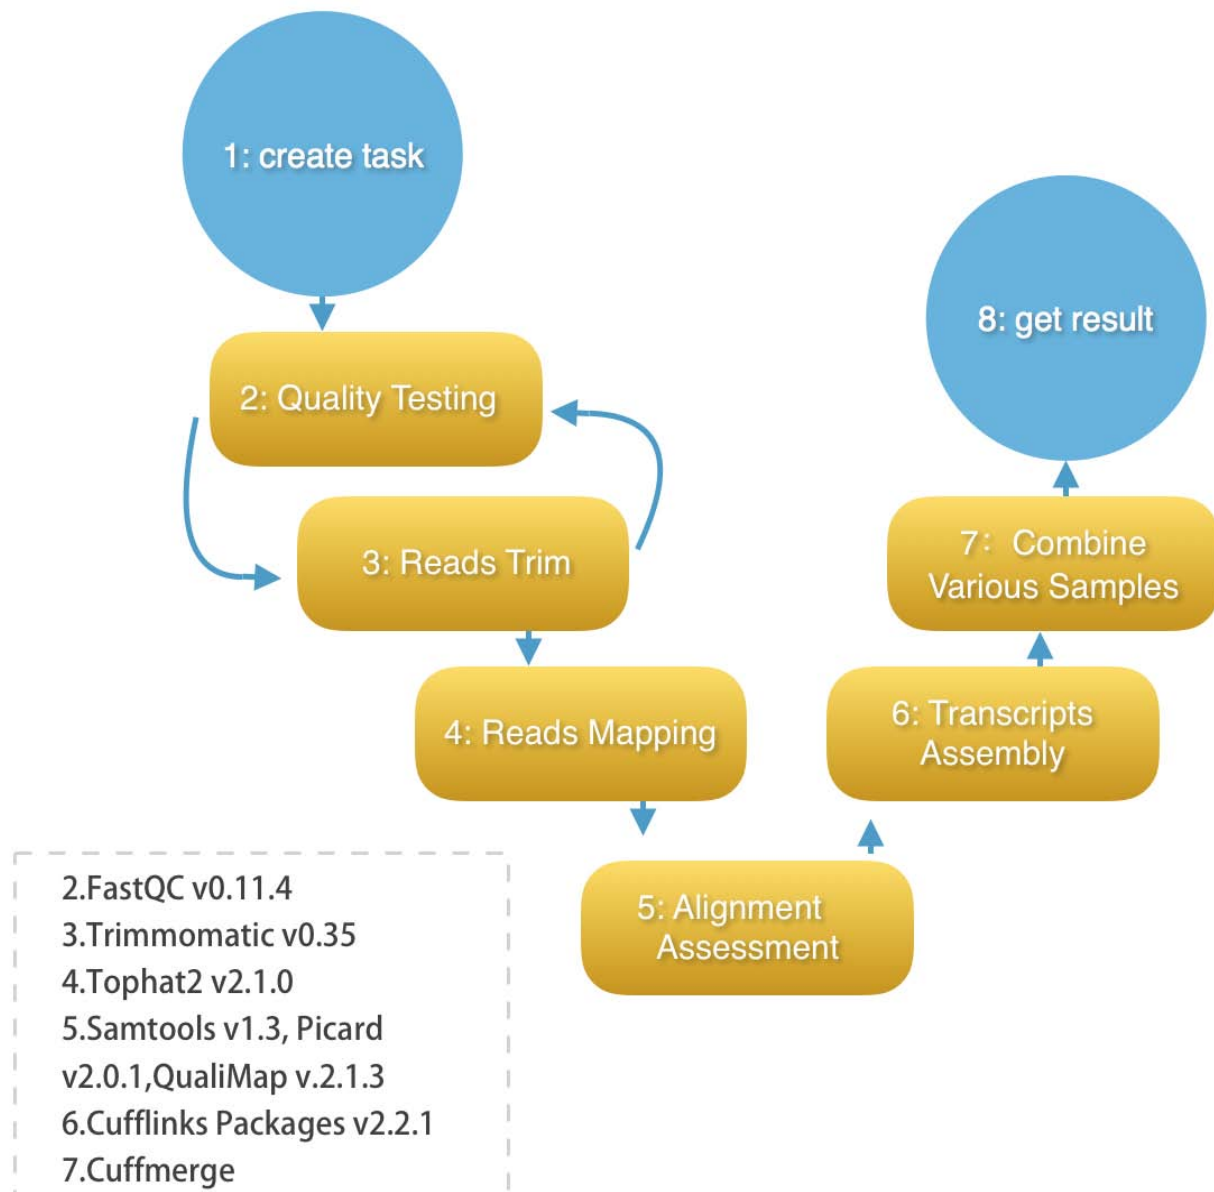 1: create task
2: Quality Testing
3: Reads Trim
4: Reads Mapping
5: Alignment
Assessment
6: Transcripts
Assembly
7: Combine
Various Samples
8: get result
2.FastQC v0.11.4
3.Trimmomatic v0.35
4.Tophat2 v2.1.0
5.Samtools v1.3, Picard
v2.0.1,QualiMap v.2.1.3
6.Cufflinks Packages v2.2.1
7.Cuffmerge